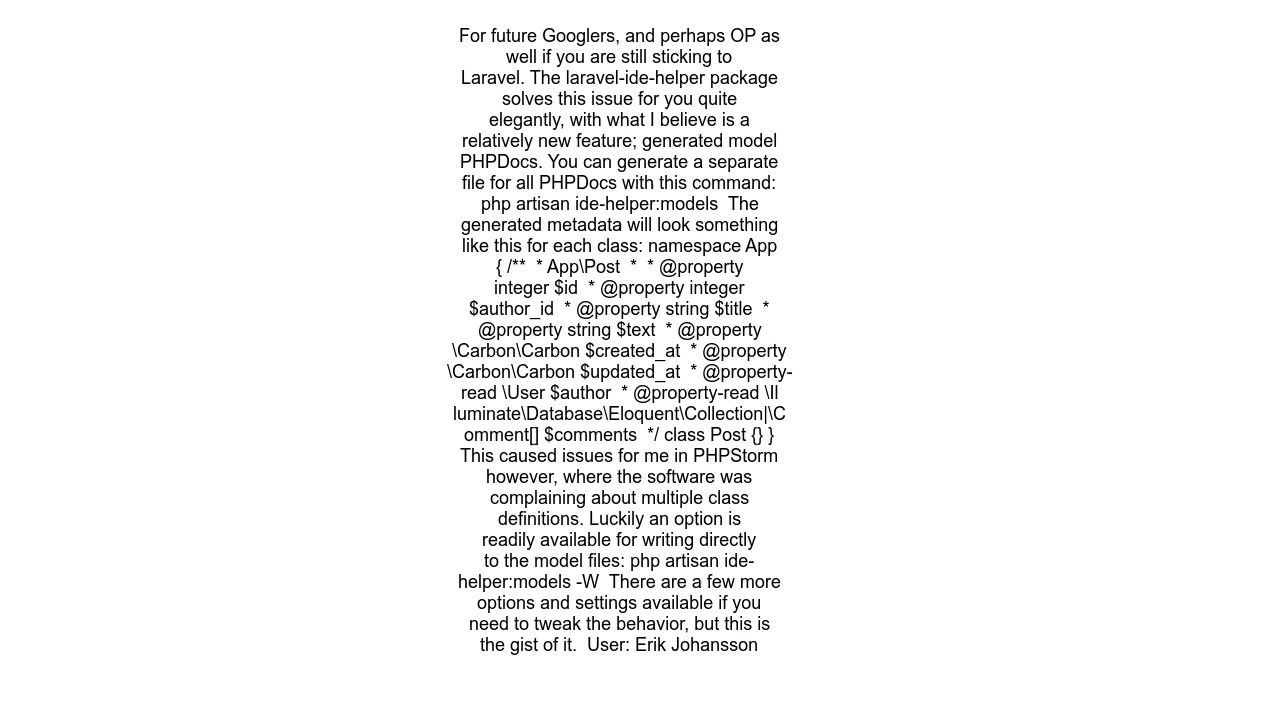 For future Googlers, and perhaps OP as
well if you are still sticking to
Laravel. The laravel-ide-helper package
solves this issue for you quite
elegantly, with what I believe is a
relatively new feature; generated model
PHPDocs. You can generate a separate
file for all PHPDocs with this command:
php artisan ide-helper:models  The
generated metadata will look something
like this for each class: namespace App
{ /**  * App\Post  *  * @property
integer $id  * @property integer
$author_id  * @property string $title  *
@property string $text  * @property
\Carbon\Carbon $created_at  * @property
\Carbon\Carbon $updated_at  * @property-
read \User $author  * @property-read \Il
luminate\Database\Eloquent\Collection|\C
omment[] $comments  */ class Post {} }
This caused issues for me in PHPStorm
however, where the software was
complaining about multiple class
definitions. Luckily an option is
readily available for writing directly
to the model files: php artisan ide-
helper:models -W  There are a few more
options and settings available if you
need to tweak the behavior, but this is
the gist of it.  User: Erik Johansson